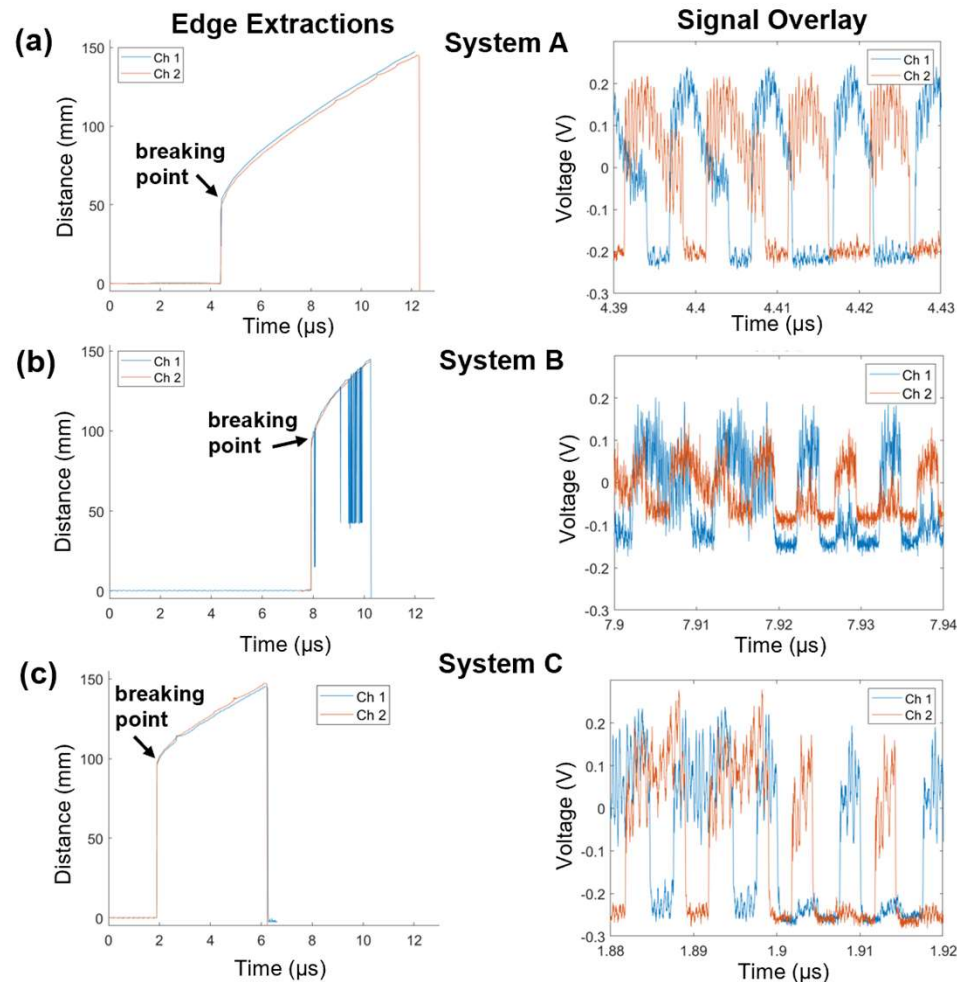 Edge Extractions
Signal Overlay
(a)
System A
Ch 1
Ch 2
breaking
point
Distance (mm)
150
100
50
0
0 2 4 6 8 10 12
Time (µs)
Ch 1
Ch 2
Voltage (V)
0.2
0.1
0
-0.1
-0.2
-0.3
4.39 4.4 4.41 4.42 4.43
Time (µs)
(b)
System B
Ch 1
Ch 2
breaking
point
Distance (mm)
150
100
50
0
0 2 4 6 8 10 12
Time (µs)
Ch 1
Ch 2
Voltage (V)
0.2
0.1
0
-0.1
-0.2
-0.3
7.9 7.91 7.92 7.93 7.94
Time (µs)
(c)
System C
breaking
point
Ch 1
Ch 2
Distance (mm)
150
100
50
0
0 2 4 6 8 10 12
Time (µs)
Ch 1
Ch 2
Voltage (V)
0.2
0.1
0
-0.1
-0.2
-0.3
1.88 1.89 1.9 1.91 1.92
Time (µs)